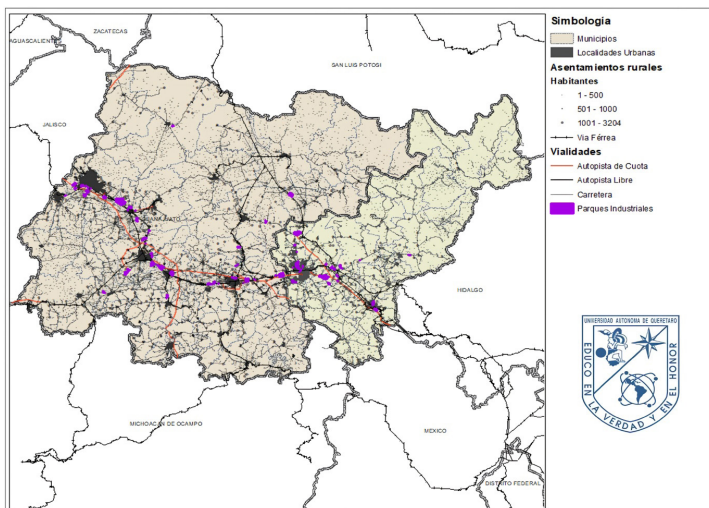 ZACATECAS
AGUASCALIENTES
SAN LUIS POTOSI
JALISCO
GUANAJUATO
HIDALGO
MICHOACAN DE OCAMPO
MEXICO
DISTRITO FEDERAL
Simbologia
Municipios
Localidades Urbanas
Asentamientos rurales
Habitantes
1 - 500
501 - 1000
1001 - 3204
Via Férrea
Vialidades
Autopista de Cuota
Autopista Libre
Carretera
Parques Industriales
UNIVERSIDAD AUTONOMA DE QUERETARO
EDUCO EN LA VERDAD Y EN EL HONOR